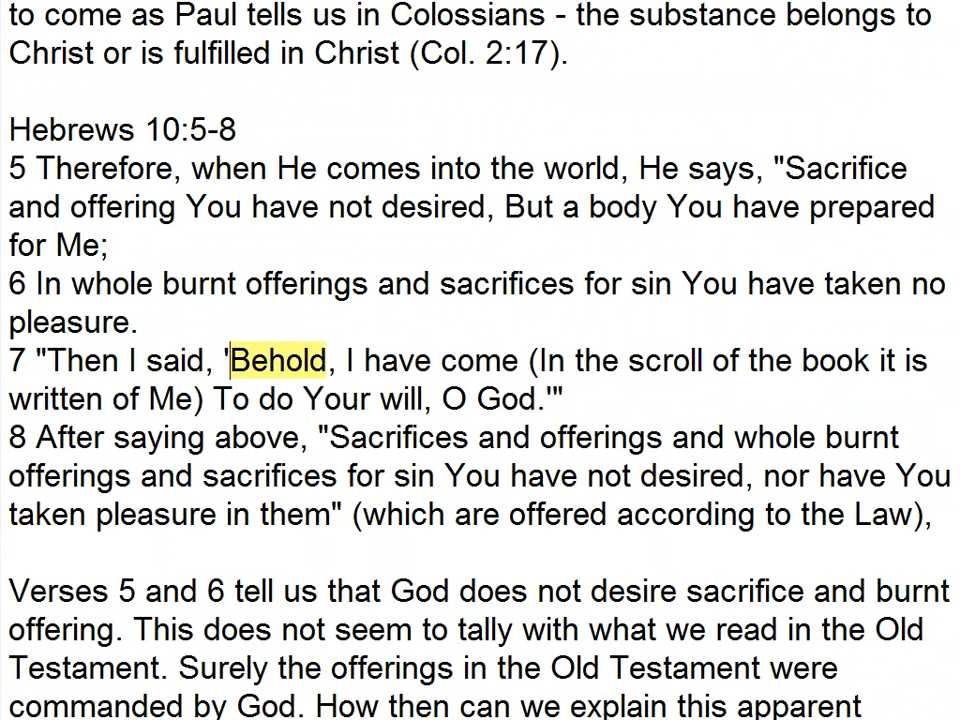 to come as Paul tells us in Colossians - the substance belongs to
Christ or is fulfilled in Christ (Col. 2:17).
Hebrews 10:5-8
5 Therefore, when He comes into the world, He says, "Sacrifice
and offering You have not desired, But a body You have prepared
for Me;
6 In whole burnt offerings and sacrifices for sin You have taken no
pleasure.
7 "Then I said, 'Behold, I have come (In the scroll of the book it is
written of Me) To do Your will, O God.'"
8 After saying above, "Sacrifices and offerings and whole burnt
offerings and sacrifices for sin You have not desired, nor have You
taken pleasure in them" (which are offered according to the Law),
Verses 5 and 6 tell us that God does not desire sacrifice and burnt
offering. This does not seem to tally with what we read in the Old
Testament. Surely the offerings in the Old Testament were
commanded by God. How then can we explain this apparent